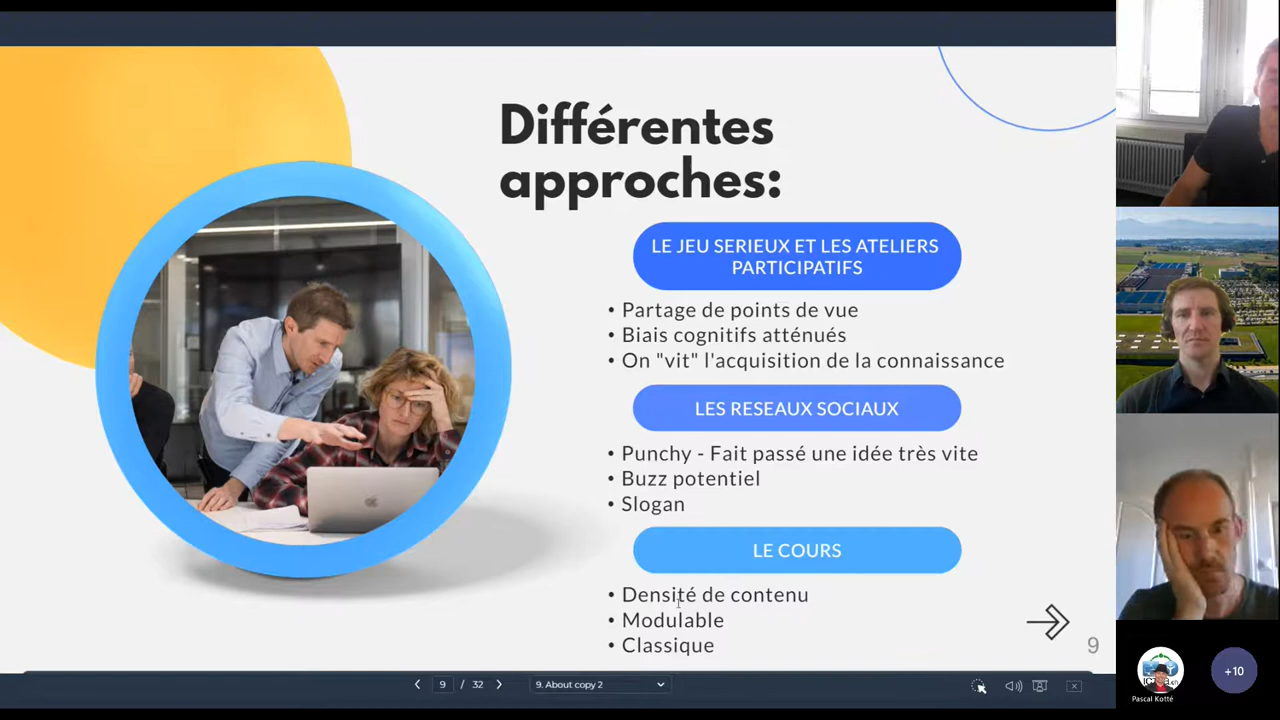 Différentes
approches:
LE JEU SERIEUX ET LES ATELIERS
PARTICIPATIFS
• Partage de points de vue
• Biais cognitifs atténués
• On "vit" l'acquisition de la connaissance
LES RESEAUX SOCIAUX
• Punchy - Fait passé une idée très vite
• Buzz potentiel
• Slogan
LE COURS
• Densité de contenu
• Modulable
• Classique
9
9 / 32 9. About copy 2
Pascal Kotté
+10